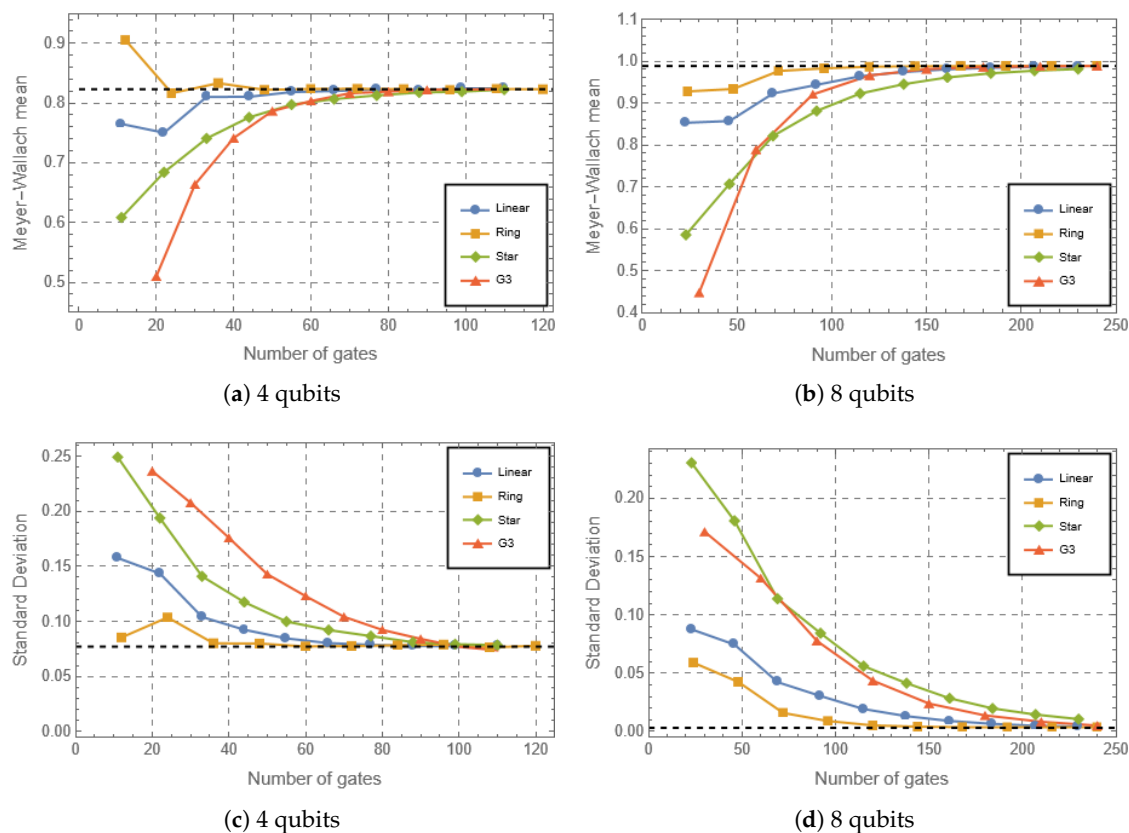 Meyer-Wallach mean
0.9
0.8
0.7
0.6
0.5
0 20 40 60 80 100 120
Number of gates
Linear
Ring
Star
G3
(a) 4 qubits
Meyer-Wallach mean
1.0
0.9
0.8
0.7
0.6
0.5
0.4
0 50 100 150 200 250
Number of gates
Linear
Ring
Star
G3
(b) 8 qubits
Standard Deviation
0.25
0.20
0.15
0.10
0.05
0.00
0 20 40 60 80 100 120
Number of gates
Linear
Ring
Star
G3
(c) 4 qubits
Standard Deviation
0.20
0.15
0.10
0.05
0.00
0 50 100 150 200 250
Number of gates
Linear
Ring
Star
G3
(d) 8 qubits